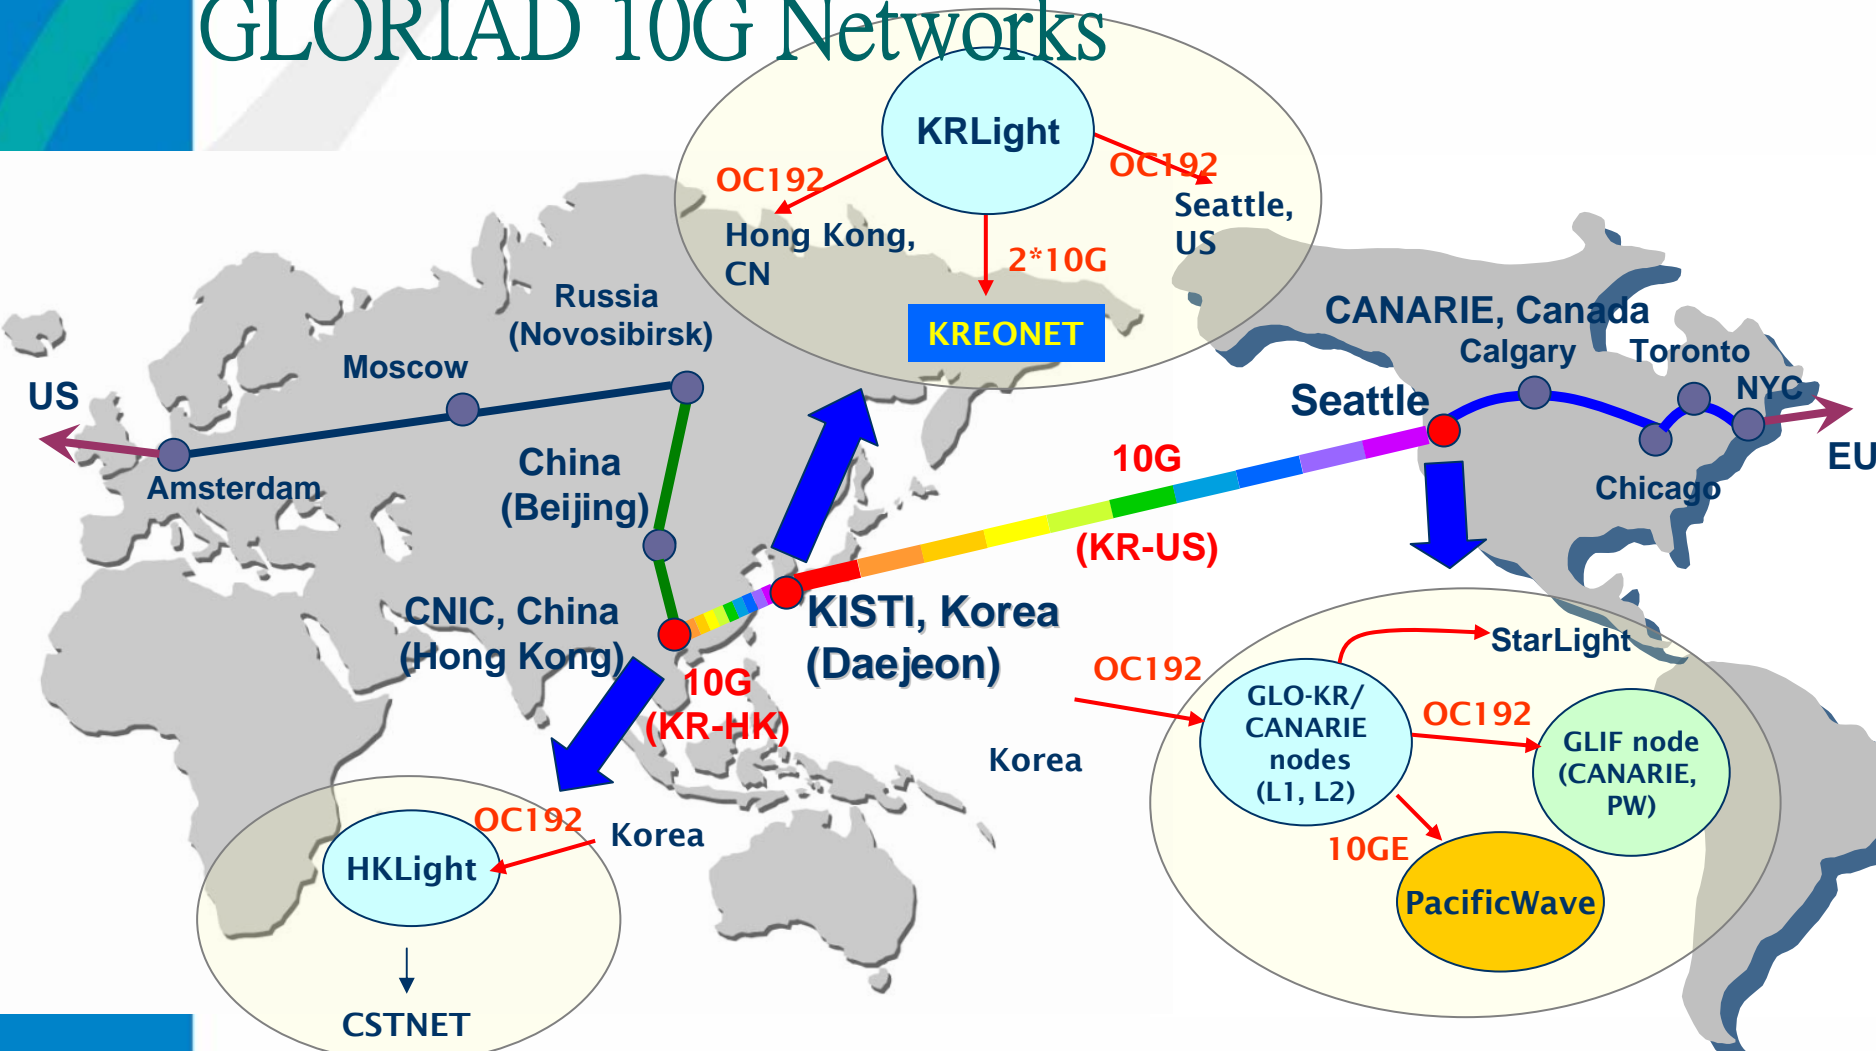 GLORIAD 10G Networks
KRLight
OC192
OC192
Hong Kong,
CN
Seattle,
US
2*10G
KREONET
Russia
(Novosibirsk)
Moscow
US
Amsterdam
China
(Beijing)
CANARIE, Canada
Calgary
Toronto
NYC
Seattle
EU
Chicago
10G
(KR-US)
CNIC, China
(Hong Kong)
KISTI, Korea
(Daejeon)
10G
(KR-HK)
OC192
Korea
HKLight
CSTNET
OC192
Korea
StarLight
GLO-KR/
CANARIE
nodes
(L1, L2)
OC192
GLIF node
(CANARIE,
PW)
10GE
PacificWave